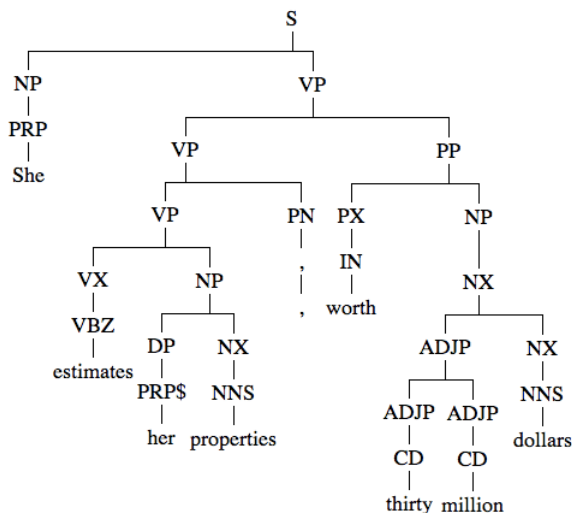 S
NP VP
PRP VP PP
She VP PN PX NP
VX NP , IN NX
VBZ DP NX , worth ADJP NX
estimates PRP$ NNS ADJP ADJP NNS
her properties CD CD dollars
thirty million